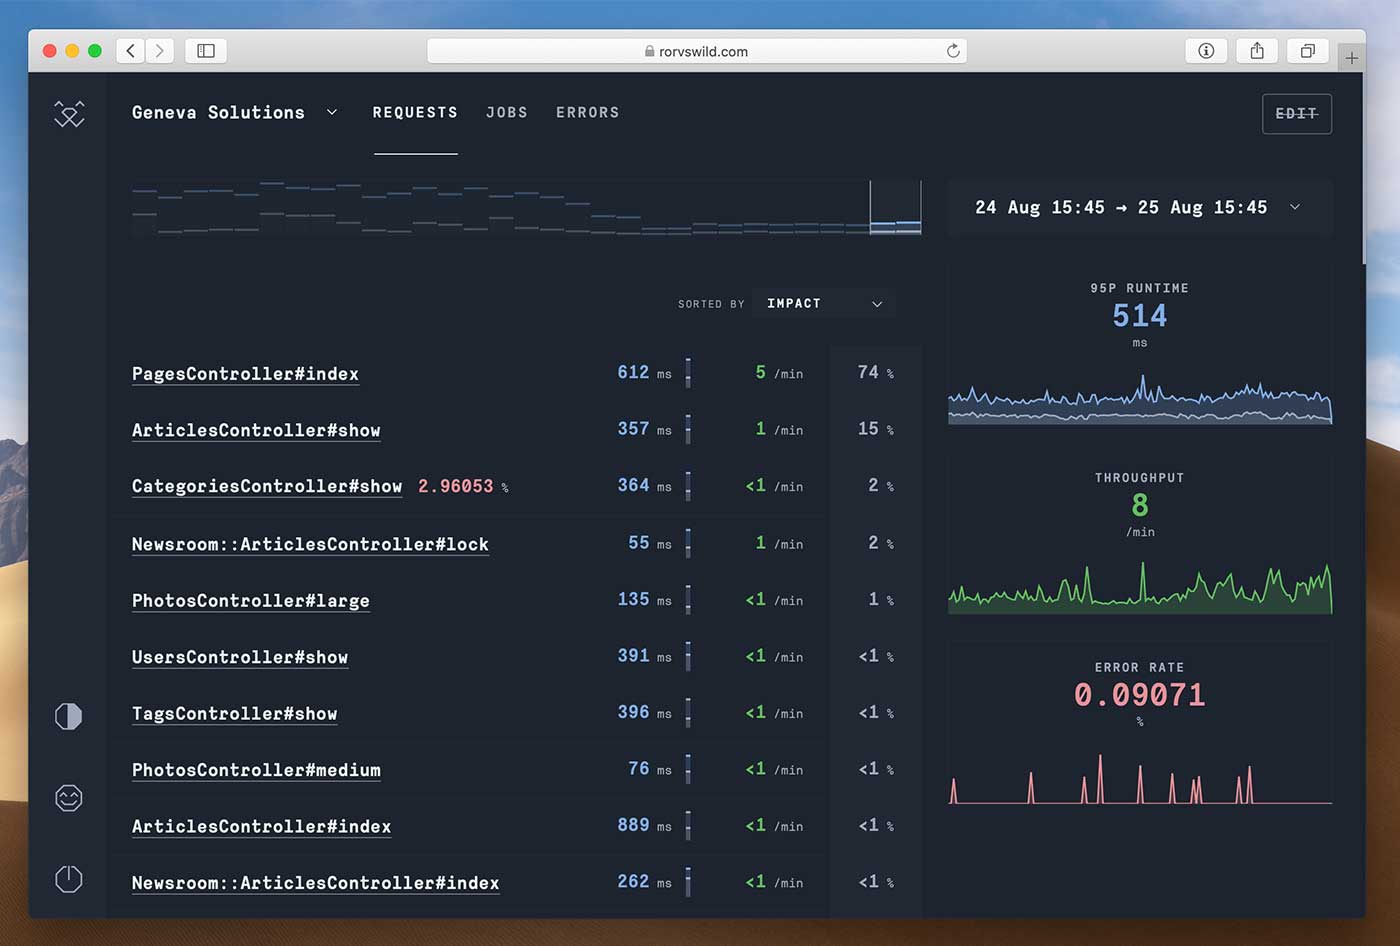 rorvswild.com
Geneva Solutions REQUESTS JOBS ERRORS EDIT
24 Aug 15:45 → 25 Aug 15:45
SORTED BY IMPACT
95P RUNTIME
514
ms
PagesController#index 612 ms 5 /min 74 %
ArticlesController#show 357 ms 1 /min 15 %
CategoriesController#show 2.96053 % 364 ms <1 /min 2 %
Newsroom::ArticlesController#lock 55 ms 1 /min 2 %
PhotosController#large 135 ms <1 /min 1 %
UsersController#show 391 ms <1 /min <1 %
TagsController#show 396 ms <1 /min <1 %
PhotosController#medium 76 ms <1 /min <1 %
ArticlesController#index 889 ms <1 /min <1 %
Newsroom::ArticlesController#index 262 ms <1 /min <1 %
THROUGHPUT
8
/min
ERROR RATE
0.09071
%